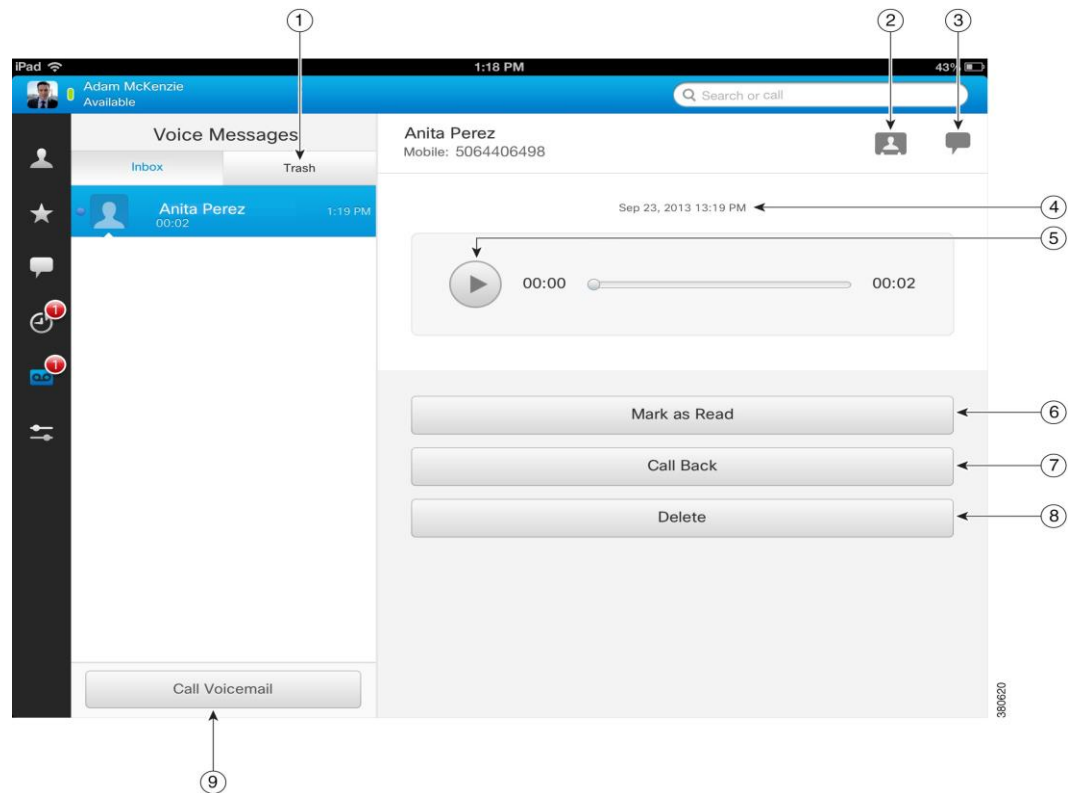 1
2
3
iPad
1:18 PM
43%
Adam McKenzie
Available
Search or call
Voice Messages
Inbox
Trash
Anita Perez
00:02
1:19 PM
Anita Perez
Mobile: 5064406498
Sep 23, 2013 13:19 PM
4
5
00:00
00:02
1
1
Mark as Read
6
Call Back
7
Delete
8
Call Voicemail
9
380620